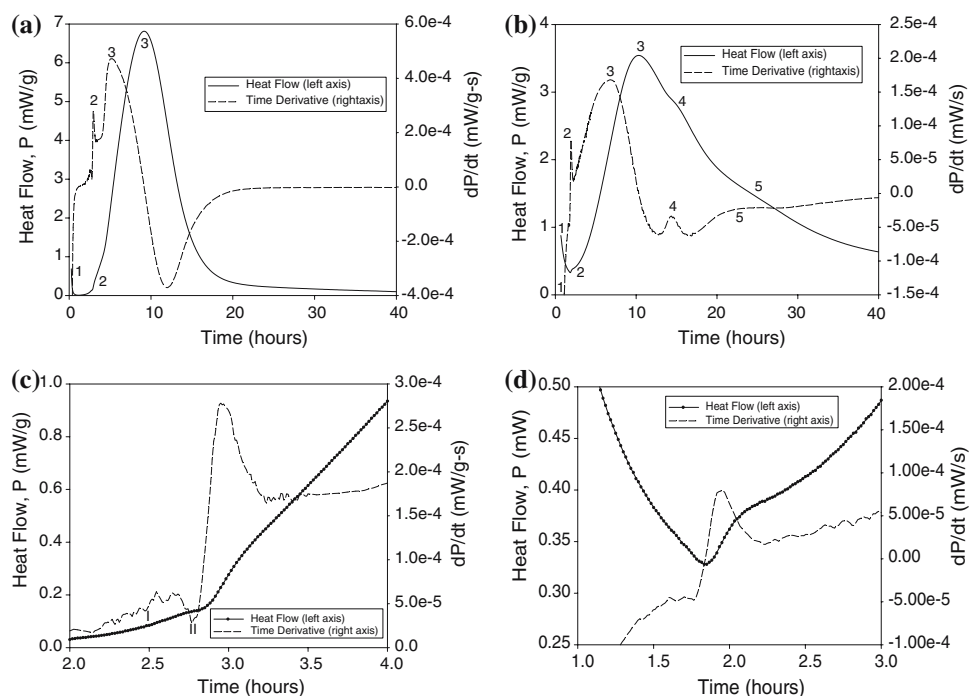 (a)
Heat Flow, P (mW/g)
7
6
5
4
3
2
1
0
6.0e-4
4.0e-4
2.0e-4
0.0
-2.0e-4
-4.0e-4
dP/dt (mW/g-s)
Heat Flow (left axis)
Time Derivative (rightaxis)
3
3
2
1
2
0 10 20 30 40
Time (hours)
(b)
Heat Flow, P (mW/g)
4
3
2
1
0
2.5e-4
2.0e-4
1.5e-4
1.0e-4
5.0e-5
0.0
-5.0e-5
-1.0e-4
-1.5e-4
dP/dt (mW/g-s)
Heat Flow (left axis)
Time Derivative (rightaxis)
3
3
4
2
5
1
4
5
2
1
0 10 20 30 40
Time (hours)
(c)
Heat Flow, P (mW/g)
1.0
0.8
0.6
0.4
0.2
0.0
3.0e-4
2.0e-4
1.0e-4
5.0e-5
0.0
dP/dt (mW/g-s)
I
II
Heat Flow (left axis)
Time Derivative (right axis)
2.0 2.5 3.0 3.5 4.0
Time (hours)
(d)
Heat Flow, P (mW)
0.50
0.45
0.40
0.35
0.30
0.25
2.00e-4
1.00e-4
5.00e-5
0.00
-5.00e-5
-1.00e-4
dP/dt (mW/g/s)
Heat Flow (left axis)
Time Derivative (right axis)
1.0 1.5 2.0 2.5 3.0
Time (hours)